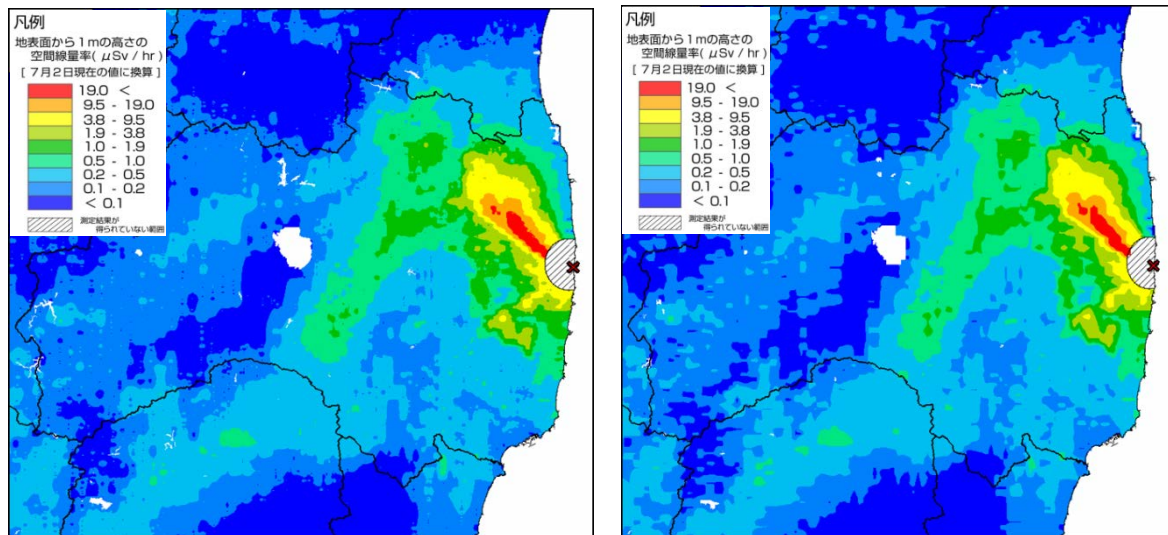 凡例
地表面から1mの高さの
空間線量率(μSv / hr)
[ 7月2日現在の値に換算 ]
19.0 <
9.5 - 19.0
3.8 - 9.5
1.9 - 3.8
1.0 - 1.9
0.5 - 1.0
0.2 - 0.5
0.1 - 0.2
< 0.1
測定結果が
得られていない範囲
凡例
地表面から1mの高さの
空間線量率(μSv / hr)
[ 7月2日現在の値に換算 ]
19.0 <
9.5 - 19.0
3.8 - 9.5
1.9 - 3.8
1.0 - 1.9
0.5 - 1.0
0.2 - 0.5
0.1 - 0.2
< 0.1
測定結果が
得られていない範囲